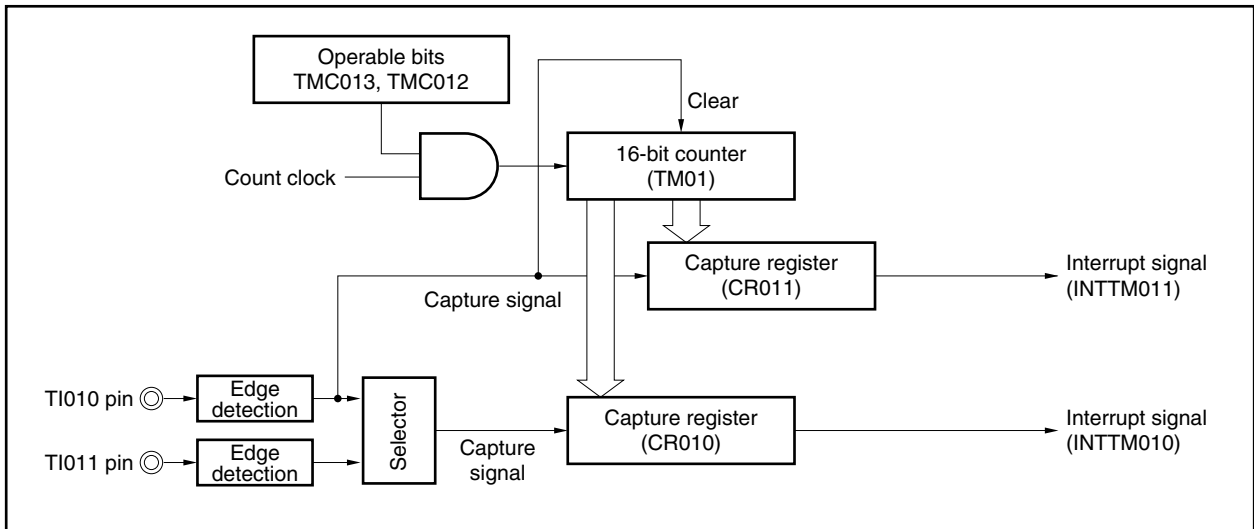 Operable bits
TMC013, TMC012
Clear
16-bit counter
(TM01)
Count clock
Capture register
(CR011)
Interrupt signal
(INTTM011)
Capture signal
TI010 pin
Edge
detection
Selector
Capture register
(CR010)
Interrupt signal
(INTTM010)
TI011 pin
Edge
detection
Capture
signal